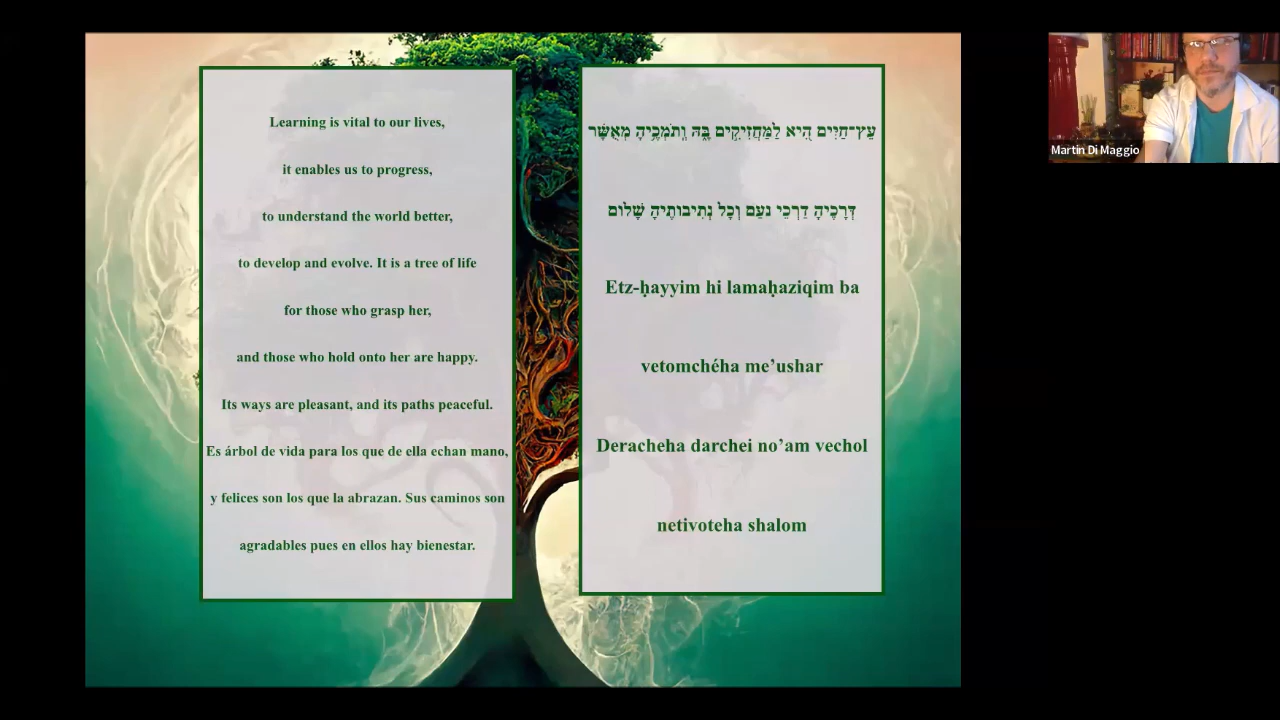 Learning is vital to our lives,
it enables us to progress,
to understand the world better,
to develop and evolve. It is a tree of life
for those who grasp her,
and those who hold onto her are happy.
Its ways are pleasant, and its paths peaceful.
Es árbol de vida para los que de ella echan mano,
y felices son los que la abrazan. Sus caminos son
agradables pues en ellos hay bienestar.
עֵץ־חַיִּים הִ֭יא לַמַּחֲזִיקִ֣ים בָּ֑הּ וְֽתֹמְכֶ֥יהָ מְאֻשָּֽׁר
דְּרָכֶיהָ דַרְכֵי נֹעַם וְכָל נְתִיבוֹתֶיהָ שָׁלוֹם
Etz-ḥayyim hi lamaḥaziqim ba
vetomchéha me’ushar
Deracheha darchei no’am vechol
netivoteha shalom
Martin Di Maggio